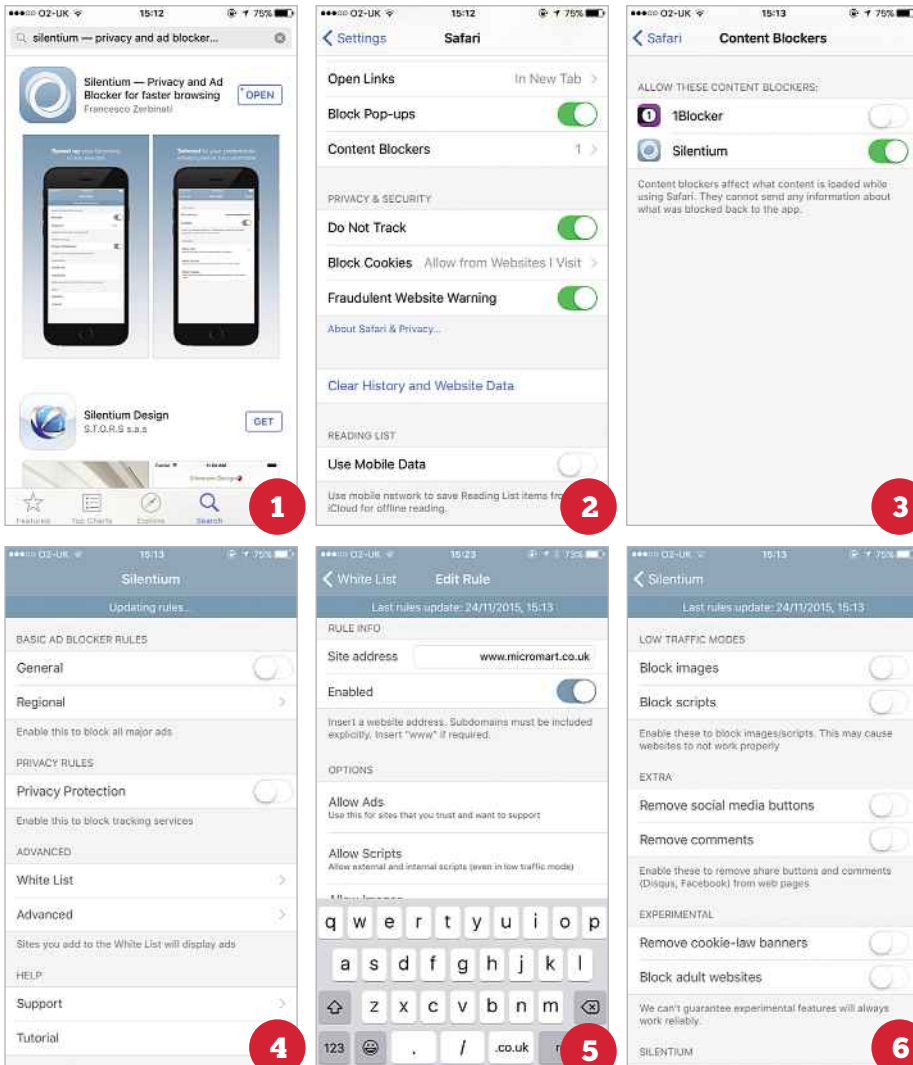 O2-UK 15:12 75%
silentium — privacy and ad blocker...
Silentium — Privacy and Ad
Blocker for faster browsing
Francesco Zerbinati
OPEN
Silentium Design
S.T.O.R.S s.a.s
GET
Featured Top Charts Explore Search
1
O2-UK 15:12 75%
Settings Safari
Open Links In New Tab
Block Pop-ups
Content Blockers 1
PRIVACY & SECURITY
Do Not Track
Block Cookies Allow from Websites I Visit
Fraudulent Website Warning
About Safari & Privacy...
Clear History and Website Data
READING LIST
Use Mobile Data
Use mobile network to save Reading List items
iCloud for offline reading.
2
O2-UK 15:13 75%
Safari Content Blockers
ALLOW THESE CONTENT BLOCKERS:
1Blocker
Silentium
Content blockers affect what content is loaded while
using Safari. They cannot send any information about
what was blocked back to the app.
3
O2-UK 15:13 75%
Silentium
Updating rules...
BASIC AD BLOCKER RULES
General
Regional
Enable this to block all major ads
PRIVACY RULES
Privacy Protection
Enable this to block tracking services
ADVANCED
White List
Advanced
Sites you add to the White List will display ads
HELP
Support
Tutorial
4
O2-UK 15:23 73%
White List Edit Rule
Last rules update: 24/11/2015, 15:13
RULE INFO
Site address www.micromart.co.uk
Enabled
Insert a website address. Subdomains must be included
explicitly. Insert "www" if required.
OPTIONS
Allow Ads
Use this for sites that you trust and want to support
Allow Scripts
Allow external and internal scripts (even in low traffic mode)
Allow Images
q w e r t y u i o p
a s d f g h j k l
z x c v b n m
123 . / .co.uk
5
O2-UK 15:13 75%
Silentium
Last rules update: 24/11/2015, 15:13
LOW TRAFFIC MODES
Block images
Block scripts
Enable these to block images/scripts. This may cause
websites to not work properly
EXTRA
Remove social media buttons
Remove comments
Enable these to remove share buttons and comments
(Disqus, Facebook) from web pages
EXPERIMENTAL
Remove cookie-law banners
Block adult websites
We can't guarantee experimental features will always
work reliably.
SILENTIUM
6